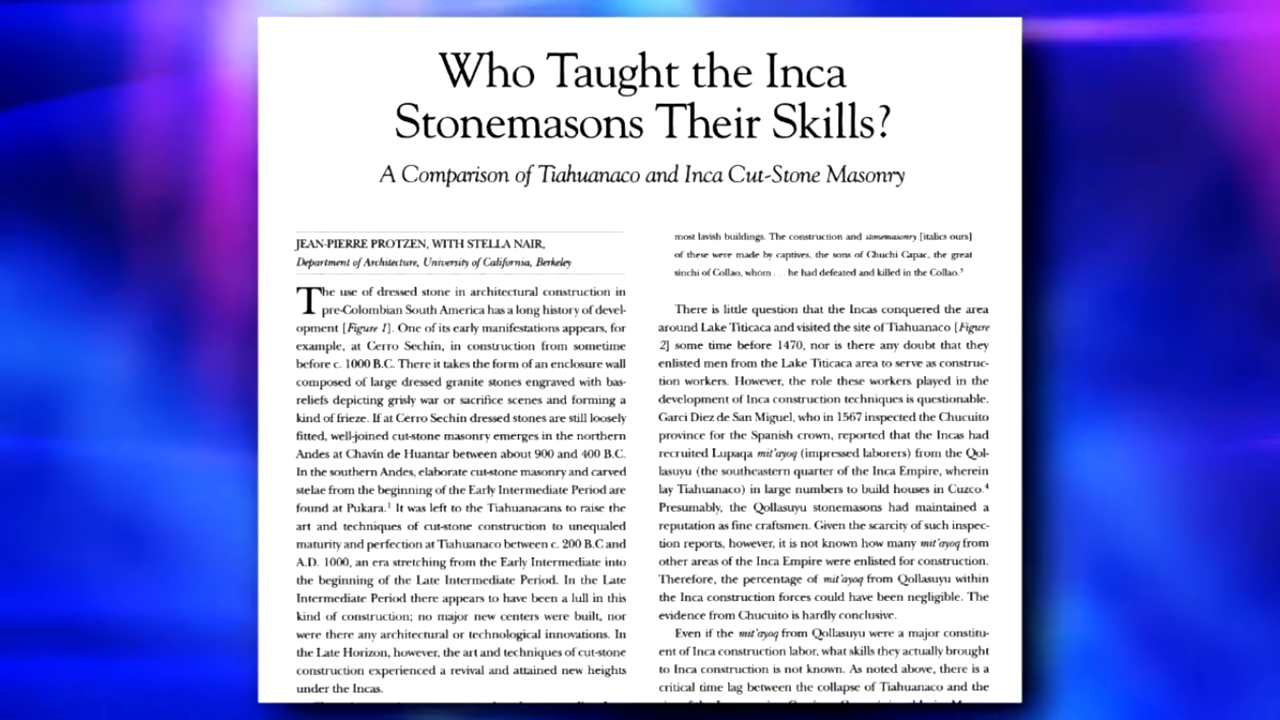 Who Taught the Inca
Stonemasons Their Skills?
A Comparison of Tiahuanaco and Inca Cut-Stone Masonry
JEAN-PIERRE PROTZEN, WITH STELLA NAIR,
Department of Architecture, University of California, Berkeley
The use of dressed stone in architectural construction in
pre-Colombian South America has a long history of devel-
opment [Figure 1]. One of its early manifestations appears, for
example, at Cerro Sechín, in construction from sometime
before c. 1000 B.C. There it takes the form of an enclosure wall
composed of large dressed granite stones engraved with bas-
reliefs depicting grisly war or sacrifice scenes and forming a
kind of frieze. If at Cerro Sechín dressed stones are still loosely
fitted, well-joined cut-stone masonry emerges in the northern
Andes at Chavín de Huantar between about 900 and 400 B.C.
In the southern Andes, elaborate cut-stone masonry and carved
stelae from the beginning of the Early Intermediate Period are
found at Pukara.¹ It was left to the Tiahuanacans to raise the
art and techniques of cut-stone construction to unequaled
maturity and perfection at Tiahuanaco between c. 200 B.C and
A.D. 1000, an era stretching from the Early Intermediate into
the beginning of the Late Intermediate Period. In the Late
Intermediate Period there appears to have been a lull in this
kind of construction; no major new centers were built, nor
were there any architectural or technological innovations. In
the Late Horizon, however, the art and techniques of cut-stone
construction experienced a revival and attained new heights
under the Incas.
most lavish buildings. The construction and stonemasonry [italics ours]
of these were made by captives, the sons of Chuchi Capac, the great
sinchi of Collao, whom . . . he had defeated and killed in the Collao.³
There is little question that the Incas conquered the area
around Lake Titicaca and visited the site of Tiahuanaco [Figure
2] some time before 1470, nor is there any doubt that they
enlisted men from the Lake Titicaca area to serve as construc-
tion workers. However, the role these workers played in the
development of Inca construction techniques is questionable.
Garci Diez de San Miguel, who in 1567 inspected the Chucuito
province for the Spanish crown, reported that the Incas had
recruited Lupaqa mit'ayoq (impressed laborers) from the Qol-
lasuyu (the southeastern quarter of the Inca Empire, wherein
lay Tiahuanaco) in large numbers to build houses in Cuzco.⁴
Presumably, the Qollasuyu stonemasons had maintained a
reputation as fine craftsmen. Given the scarcity of such inspec-
tion reports, however, it is not known how many mit'ayoq from
other areas of the Inca Empire were enlisted for construction.
Therefore, the percentage of mit'ayoq from Qollasuyu within
the Inca construction forces could have been negligible. The
evidence from Chucuito is hardly conclusive.
Even if the mit'ayoq from Qollasuyu were a major constitu-
ent of Inca construction labor, what skills they actually brought
to Inca construction is not known. As noted above, there is a
critical time lag between the collapse of Tiahuanaco and the